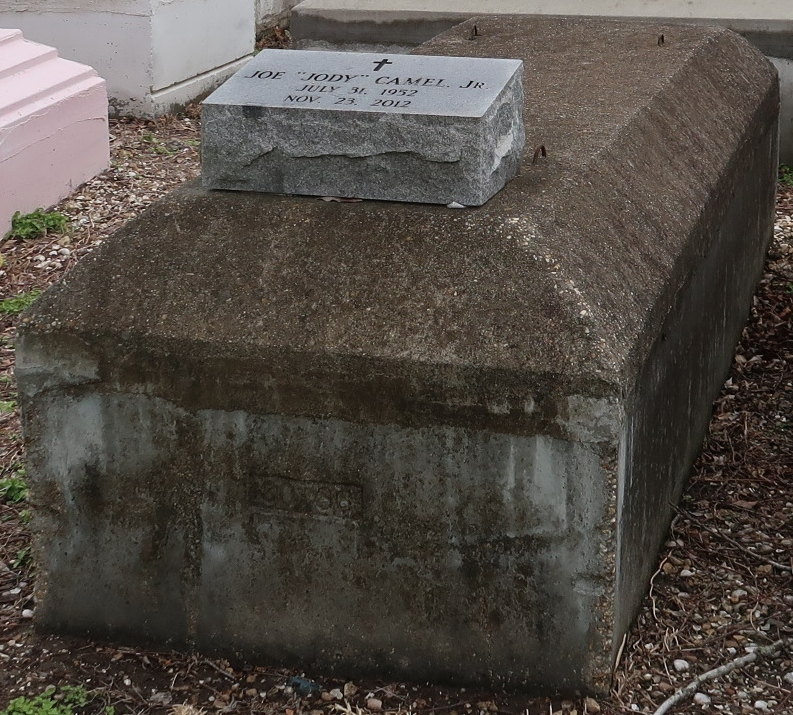 JOE "JODY" CAMEL, JR.
JULY 31, 1952
NOV. 23, 2012